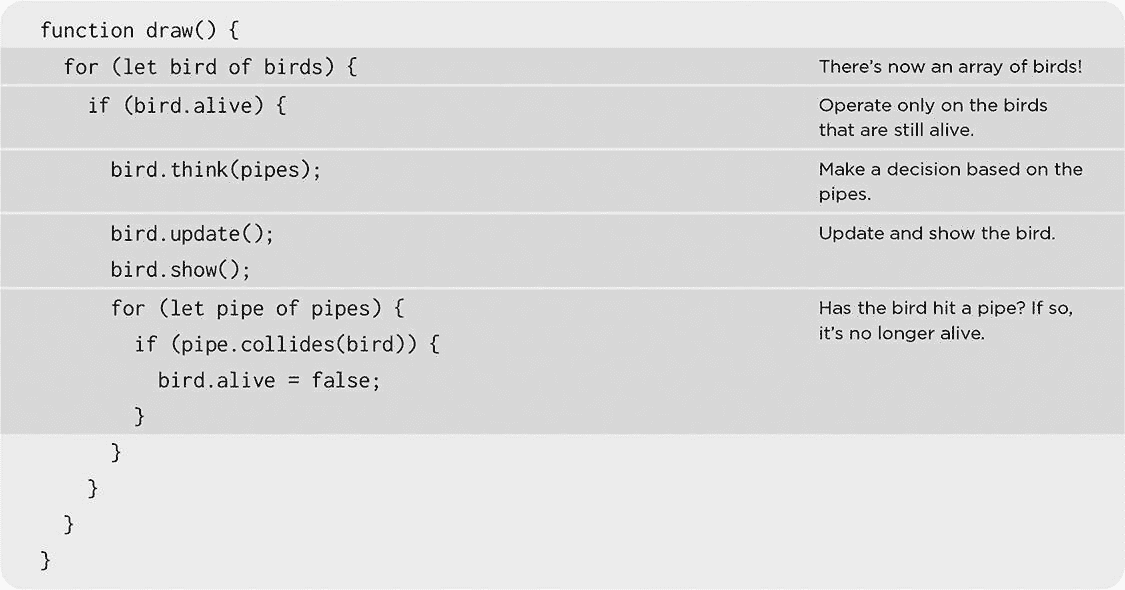 function draw() {
for (let bird of birds) {
There's now an array of birds!
if (bird.alive) {
Operate only on the birds
that are still alive.
bird.think(pipes);
Make a decision based on the
pipes.
bird.update();
Update and show the bird.
bird.show();
for (let pipe of pipes) {
Has the bird hit a pipe? If so,
it's no longer alive.
if (pipe.collides(bird)) {
bird.alive = false;
}
}
}
}
}